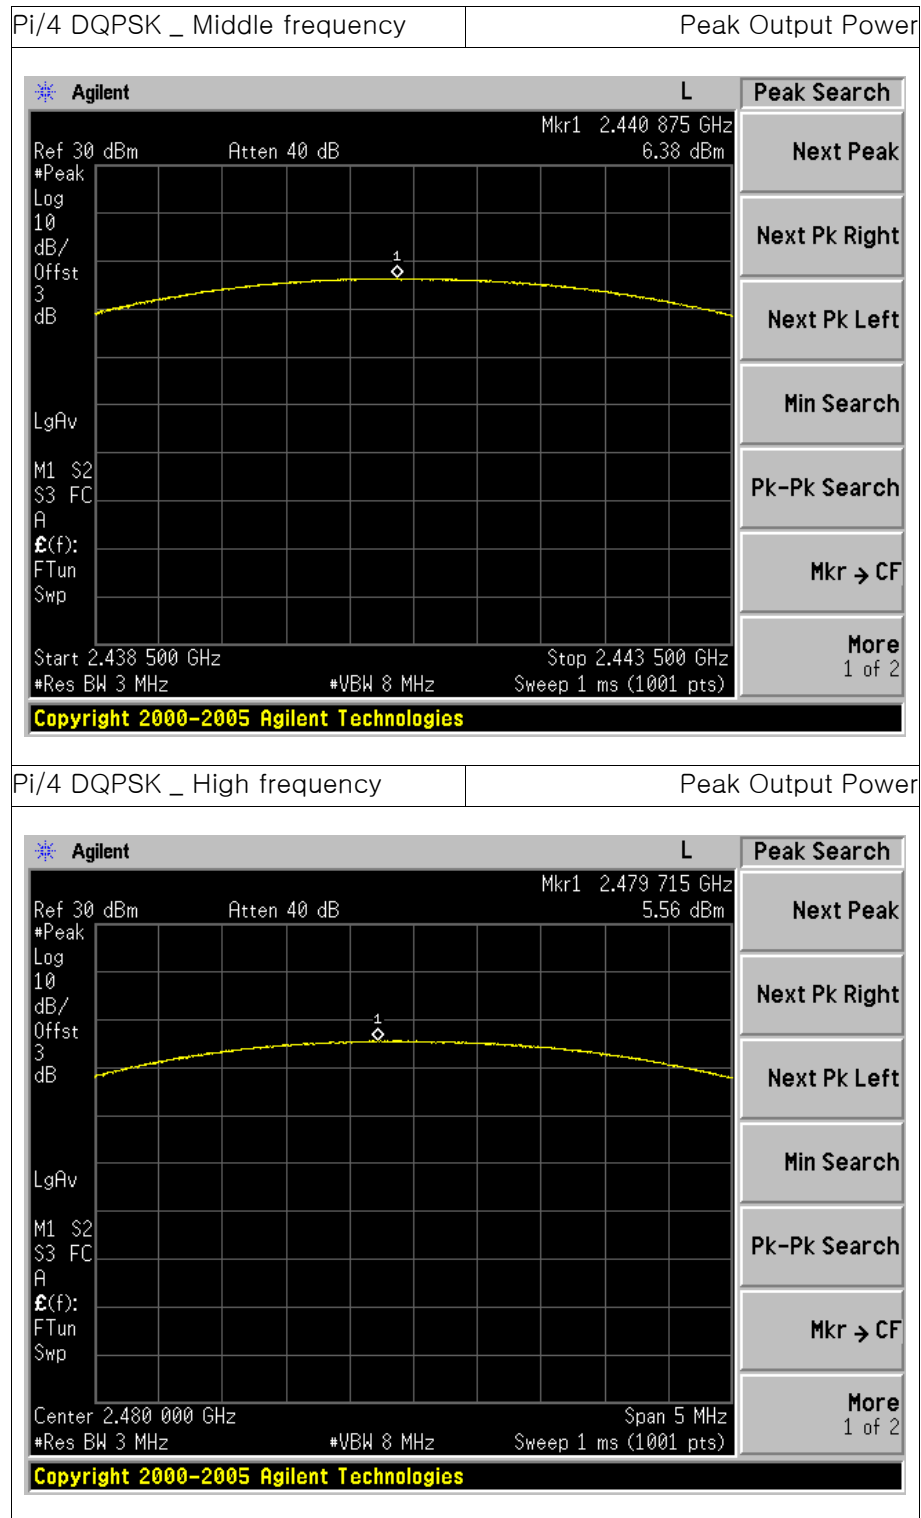 Pi/4 DQPSK _ Middle frequency Peak Output Power
Agilent L Peak Search
Mkr1 2.440 875 GHz
Ref 30 dBm Atten 40 dB 6.38 dBm
#Peak
Log
10
dB/
Offst
3
dB
1
LgAv
M1 S2
S3 FC
A
£(f):
FTun
Swp
Start 2.438 500 GHz Stop 2.443 500 GHz
#Res BW 3 MHz #VBW 8 MHz Sweep 1 ms (1001 pts)
Next Peak
Next Pk Right
Next Pk Left
Min Search
Pk-Pk Search
Mkr → CF
More
1 of 2
Copyright 2000-2005 Agilent Technologies
Pi/4 DQPSK _ High frequency Peak Output Power
Agilent L Peak Search
Mkr1 2.479 715 GHz
Ref 30 dBm Atten 40 dB 5.56 dBm
#Peak
Log
10
dB/
Offst
3
dB
1
LgAv
M1 S2
S3 FC
A
£(f):
FTun
Swp
Center 2.480 000 GHz Span 5 MHz
#Res BW 3 MHz #VBW 8 MHz Sweep 1 ms (1001 pts)
Next Peak
Next Pk Right
Next Pk Left
Min Search
Pk-Pk Search
Mkr → CF
More
1 of 2
Copyright 2000-2005 Agilent Technologies